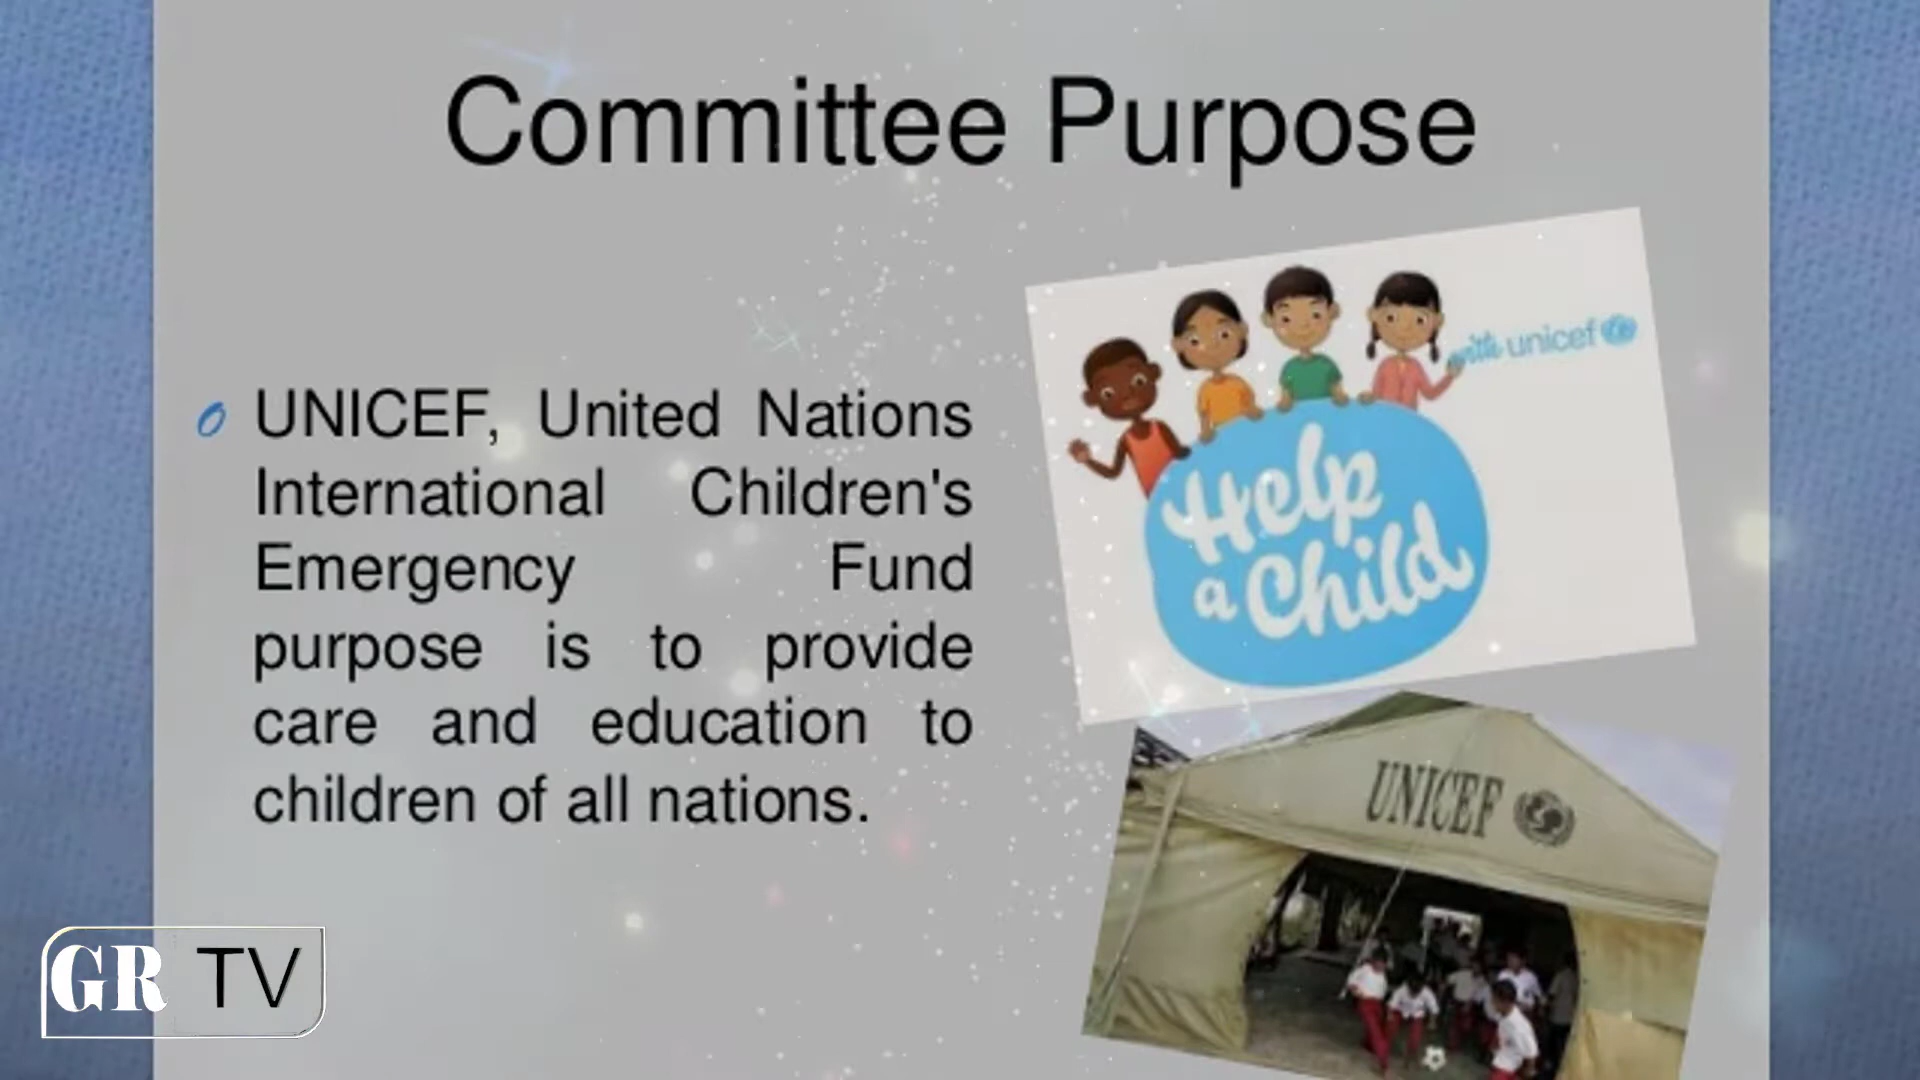 Committee Purpose
UNICEF, United Nations
International Children's
Emergency Fund
purpose is to provide
care and education to
children of all nations.
with unicef
Help
a Child
UNICEF
GR TV